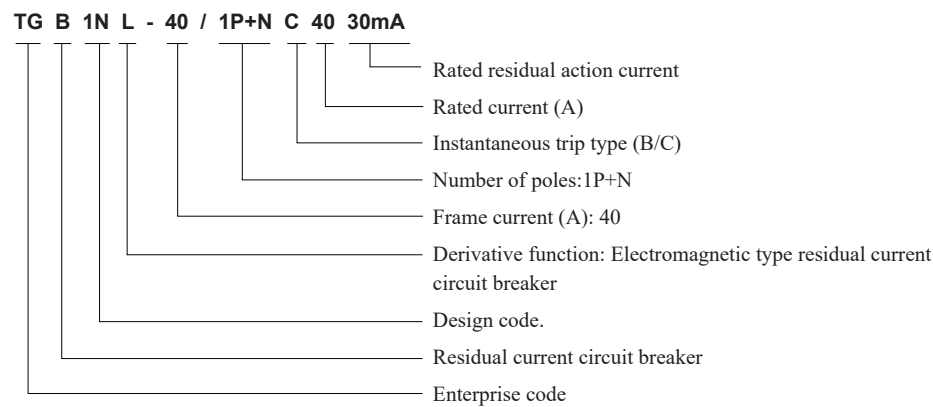 TG B 1N L - 40 / 1P+N C 40 30mA
Rated residual action current
Rated current (A)
Instantaneous trip type (B/C)
Number of poles:1P+N
Frame current (A): 40
Derivative function: Electromagnetic type residual current
circuit breaker
Design code.
Residual current circuit breaker
Enterprise code